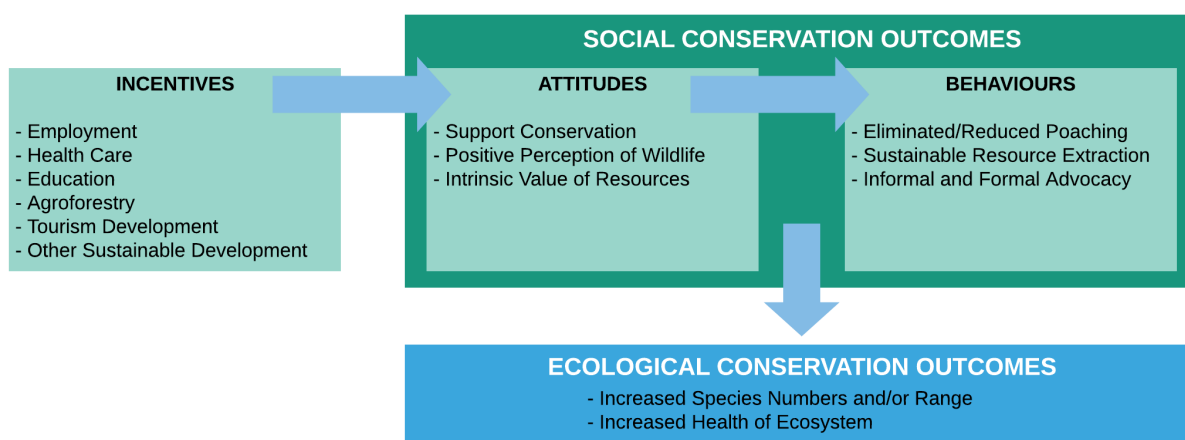 SOCIAL CONSERVATION OUTCOMES
INCENTIVES
- Employment
- Health Care
- Education
- Agroforestry
- Tourism Development
- Other Sustainable Development
ATTITUDES
- Support Conservation
- Positive Perception of Wildlife
- Intrinsic Value of Resources
BEHAVIOURS
- Eliminated/Reduced Poaching
- Sustainable Resource Extraction
- Informal and Formal Advocacy
ECOLOGICAL CONSERVATION OUTCOMES
- Increased Species Numbers and/or Range
- Increased Health of Ecosystem